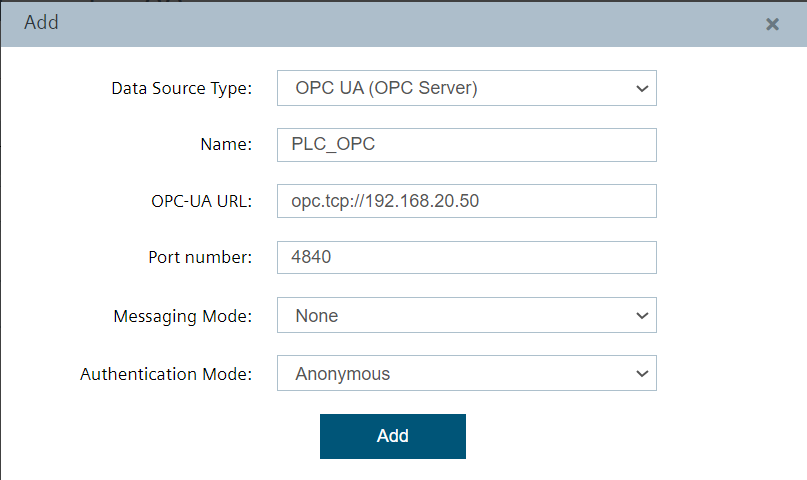 Add
Data Source Type: OPC UA (OPC Server)
Name: PLC_OPC
OPC-UA URL: opc.tcp://192.168.20.50
Port number: 4840
Messaging Mode: None
Authentication Mode: Anonymous
Add